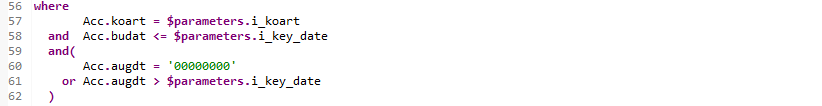 56 where
57        Acc.koart = $parameters.i_koart
58   and  Acc.budat <= $parameters.i_key_date
59   and(
60        Acc.augdt = '00000000'
61     or Acc.augdt > $parameters.i_key_date
62   )